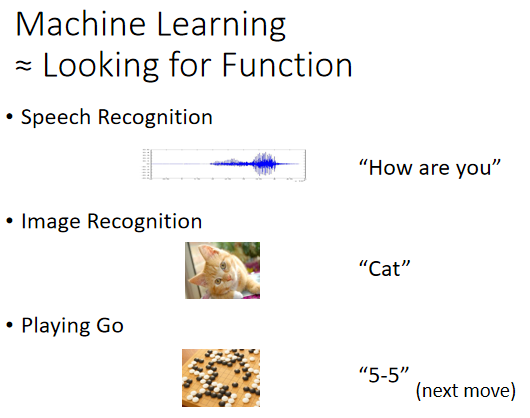 Machine Learning
≈ Looking for Function
• Speech Recognition
“How are you”
• Image Recognition
“Cat”
• Playing Go
“5-5” (next move)